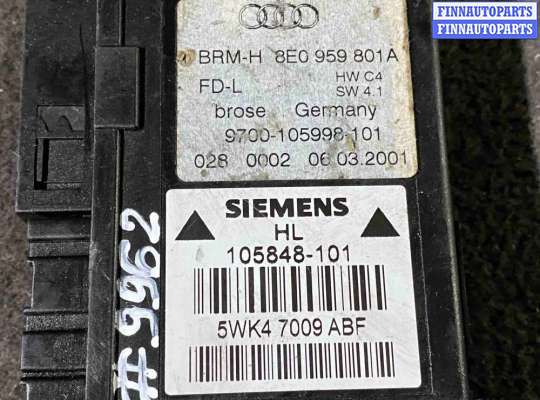 FINNAUTOPARTS
FINNAUTOPARTS
BRM-H 8E0 959 801A
FD-L HW C4
SW 4.1
brose Germany
9700-105998-101
028 0002 06.03.2001
SIEMENS
HL
105848-101
5WK4 7009 ABF
#9962